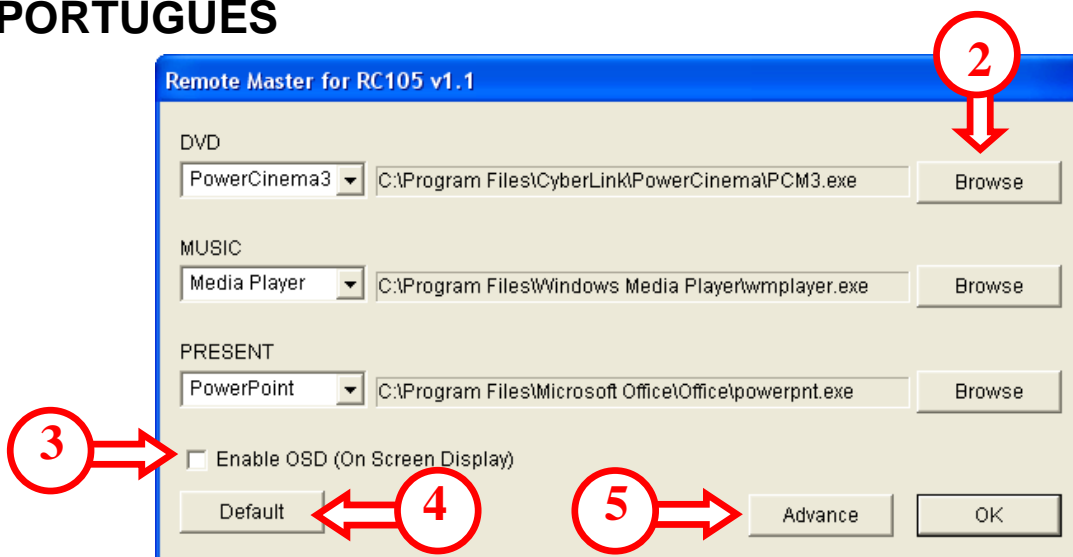 PORTUGUÊS
2
Remote Master for RC105 v1.1
DVD
PowerCinema3 C:\Program Files\CyberLink\PowerCinema\PCM3.exe Browse
MUSIC
Media Player C:\Program Files\Windows Media Player\wmplayer.exe Browse
PRESENT
PowerPoint C:\Program Files\Microsoft Office\Office\powerpnt.exe Browse
3 Enable OSD (On Screen Display)
Default 4 5 Advance OK